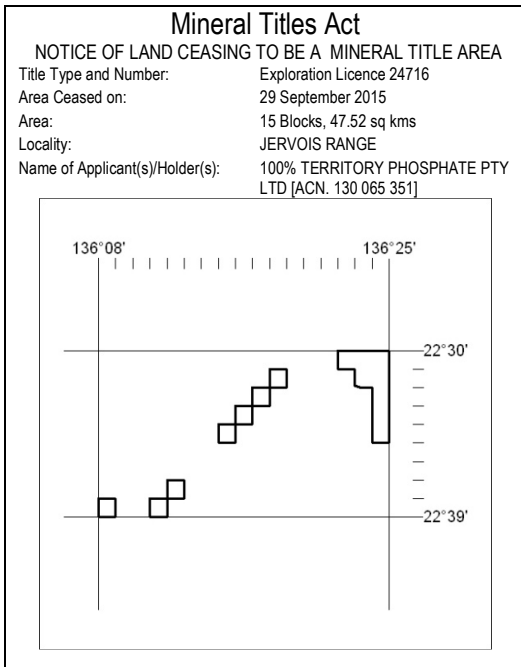 Mineral Titles Act
NOTICE OF LAND CEASING TO BE A MINERAL TITLE AREA
Title Type and Number: Exploration Licence 24716
Area Ceased on: 29 September 2015
Area: 15 Blocks, 47.52 sq kms
Locality: JERVOIS RANGE
Name of Applicant(s)/Holder(s): 100% TERRITORY PHOSPHATE PTY
LTD [ACN. 130 065 351]
136°08' 136°25'
22°30'
22°39'